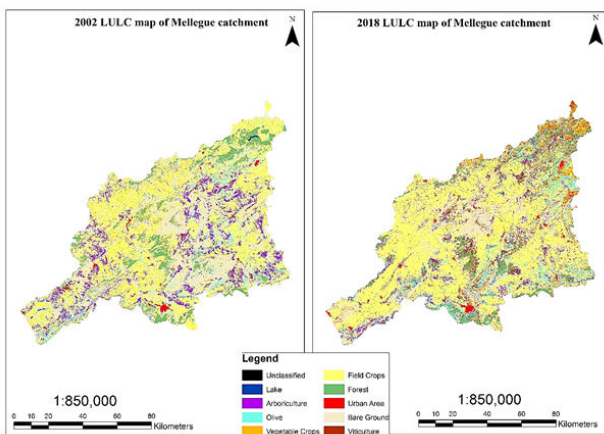 2002 LULC map of Mellegue catchment
N
2018 LULC map of Mellegue catchment
N
Legend
Unclassified
Field Crops
Lake
Forest
Arboriculture
Urban Area
Olive
Bare Ground
Vegetable Crops
Viticulture
1:850,000
0 10 20 40 60 80
Kilometers
1:850,000
0 10 20 40 60 80
Kilometers